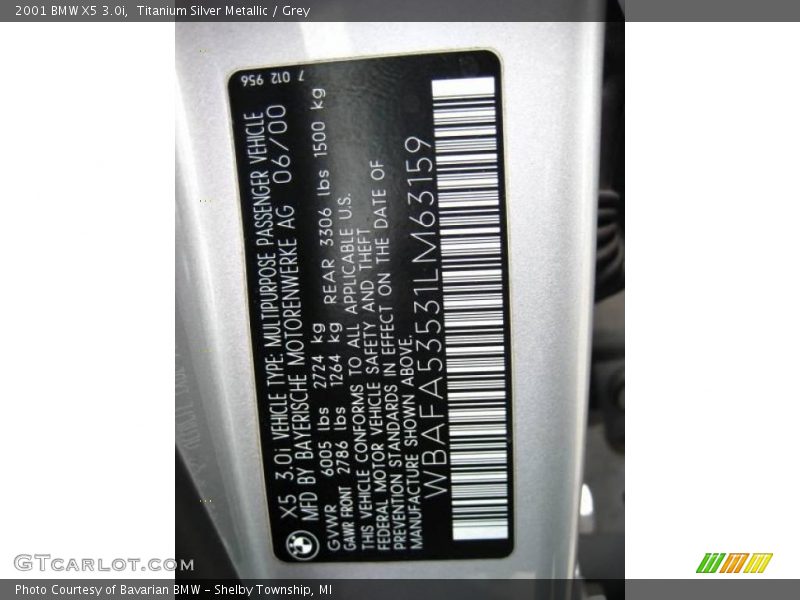 2001 BMW X5 3.0i,  Titanium Silver Metallic / Grey
7 012 956
X5 3.0i VEHICLE TYPE: MULTIPURPOSE PASSENGER VEHICLE
MFD BY BAYERISCHE MOTORENWERKE AG 06/00
GVWR 6005 lbs 2724 kg
GAWR FRONT 2786 lbs 1264 kg REAR 3306 lbs 1500 kg
THIS VEHICLE CONFORMS TO ALL APPLICABLE U.S.
FEDERAL MOTOR VEHICLE SAFETY AND THEFT
PREVENTION STANDARDS IN EFFECT ON THE DATE OF
MANUFACTURE SHOWN ABOVE.
WBAFA53531LM63159
GTcarlot.com
Photo Courtesy of Bavarian BMW – Shelby Township, MI